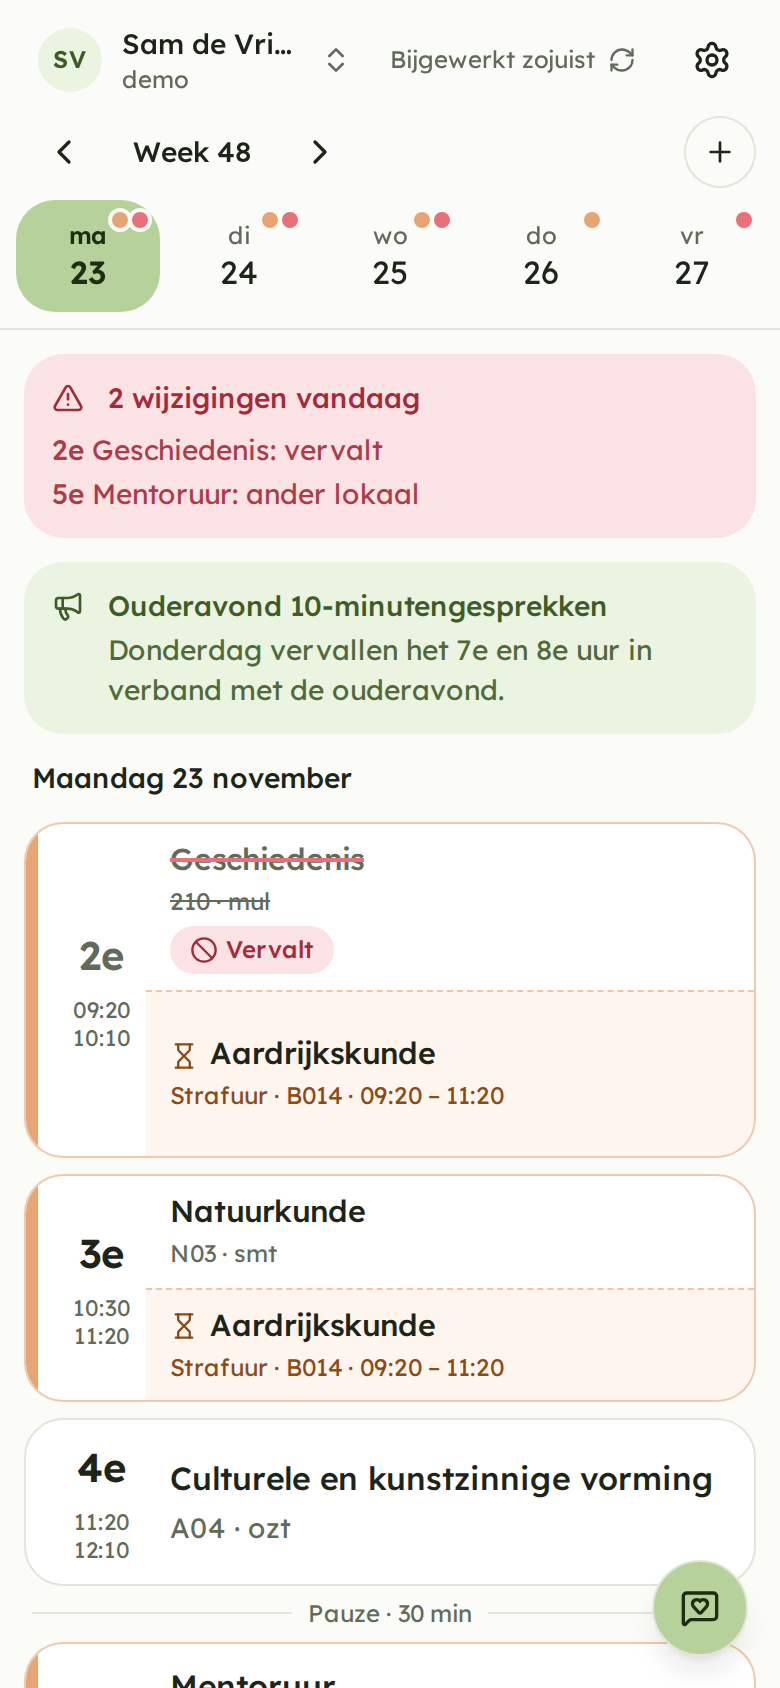 SV
Sam de Vri...
demo
Bijgewerkt zojuist
Week 48
ma
23
di
24
wo
25
do
26
vr
27
2 wijzigingen vandaag
2e Geschiedenis: vervalt
5e Mentoruur: ander lokaal
Ouderavond 10-minutengesprekken
Donderdag vervallen het 7e en 8e uur in
verband met de ouderavond.
Maandag 23 november
2e
09:20
10:10
Geschiedenis
210 · mul
Vervalt
Aardrijkskunde
Strafuur · B014 · 09:20 – 11:20
3e
10:30
11:20
Natuurkunde
N03 · smt
Aardrijkskunde
Strafuur · B014 · 09:20 – 11:20
4e
11:20
12:10
Culturele en kunstzinnige vorming
A04 · ozt
Pauze · 30 min
Mentoruur